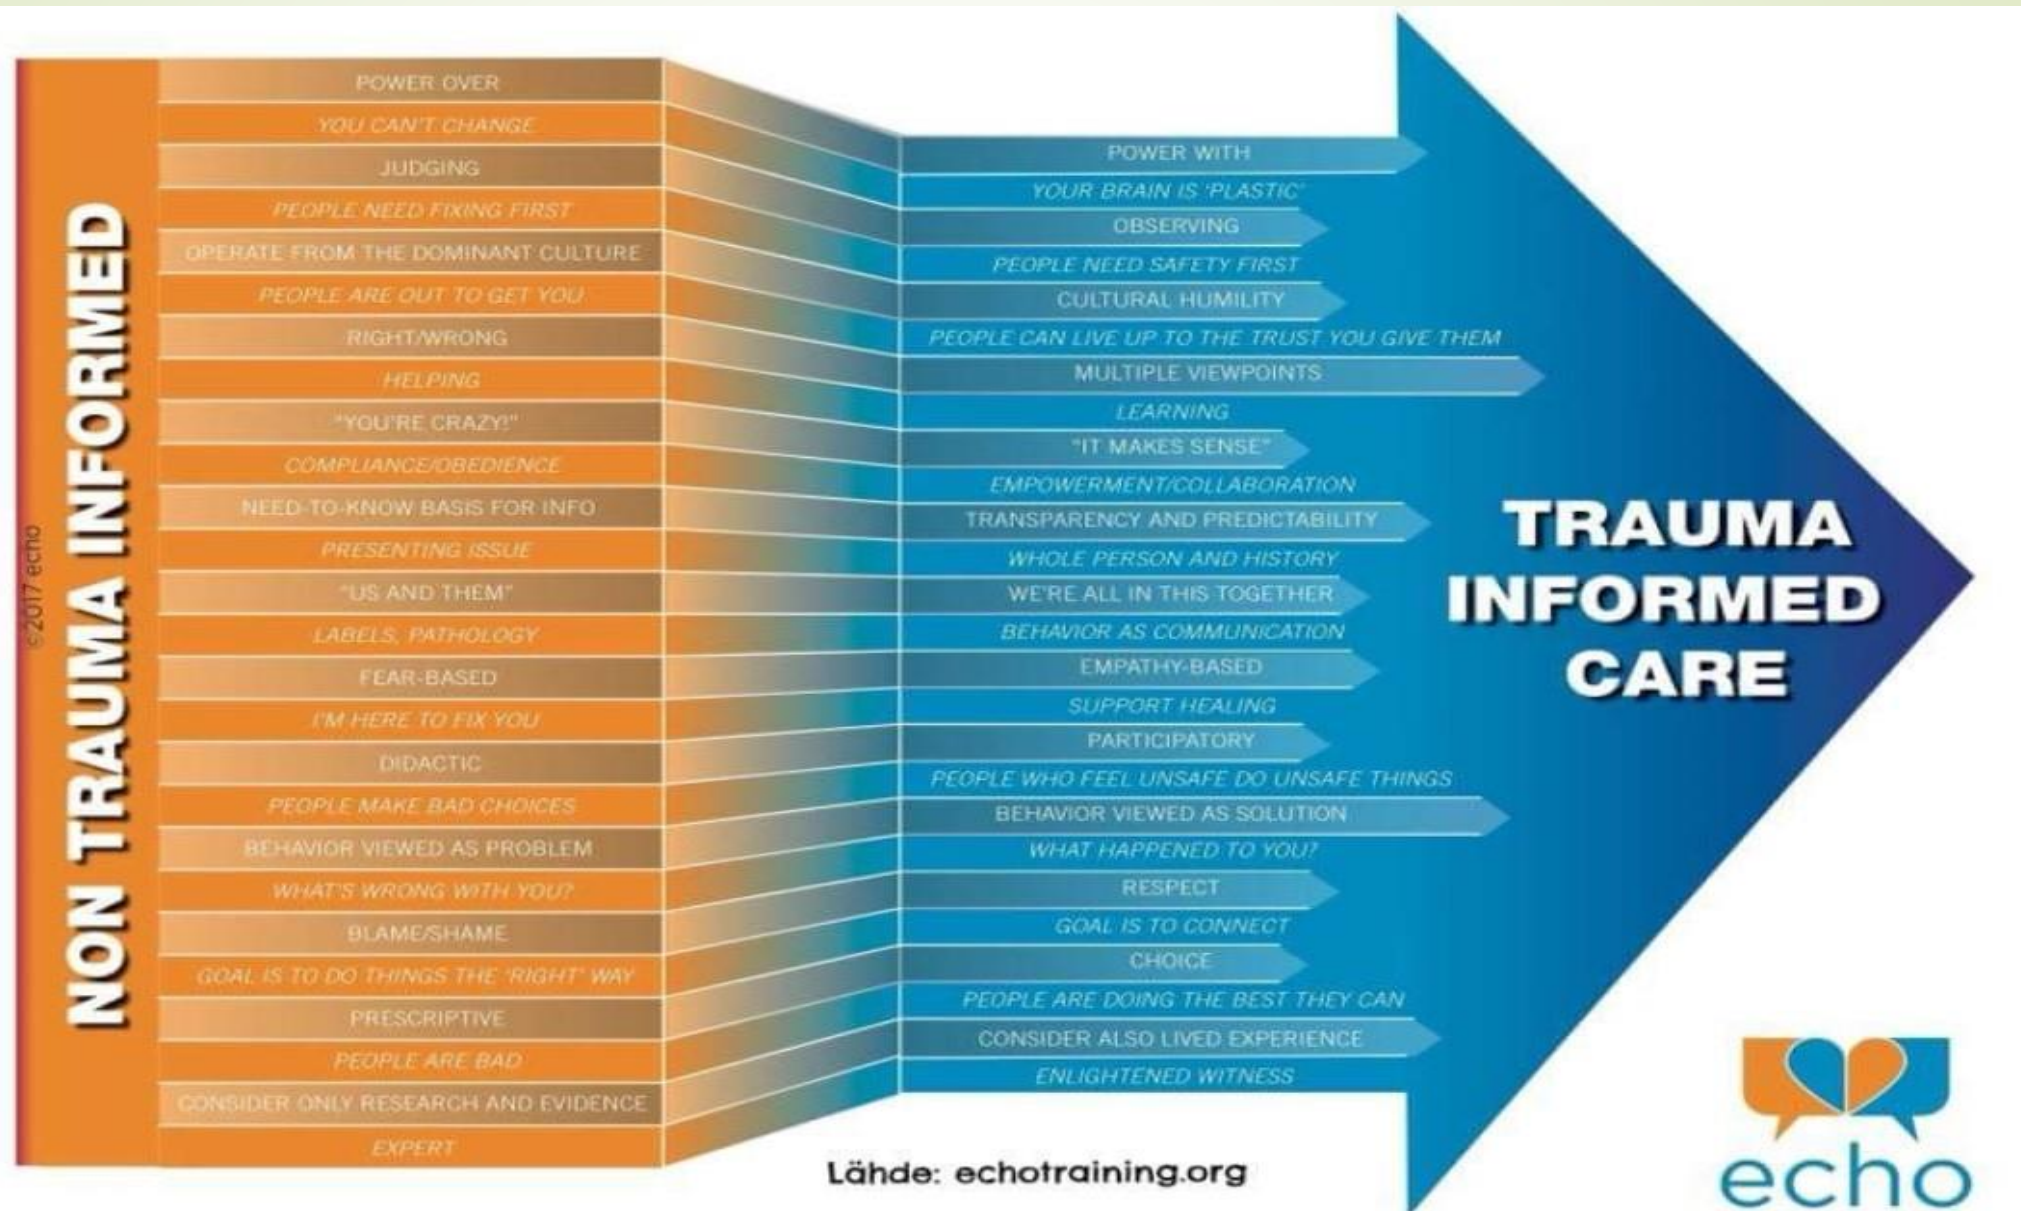 ©2017 echo
NON TRAUMA INFORMED
POWER OVER
YOU CAN'T CHANGE
JUDGING
PEOPLE NEED FIXING FIRST
OPERATE FROM THE DOMINANT CULTURE
PEOPLE ARE OUT TO GET YOU
RIGHT/WRONG
HELPING
"YOU'RE CRAZY!"
COMPLIANCE/OBEDIENCE
NEED-TO-KNOW BASIS FOR INFO
PRESENTING ISSUE
"US AND THEM"
LABELS, PATHOLOGY
FEAR-BASED
I'M HERE TO FIX YOU
DIDACTIC
PEOPLE MAKE BAD CHOICES
BEHAVIOR VIEWED AS PROBLEM
WHAT'S WRONG WITH YOU?
BLAME/SHAME
GOAL IS TO DO THINGS THE 'RIGHT' WAY
PRESCRIPTIVE
PEOPLE ARE BAD
CONSIDER ONLY RESEARCH AND EVIDENCE
EXPERT
POWER WITH
YOUR BRAIN IS 'PLASTIC'
OBSERVING
PEOPLE NEED SAFETY FIRST
CULTURAL HUMILITY
PEOPLE CAN LIVE UP TO THE TRUST YOU GIVE THEM
MULTIPLE VIEWPOINTS
LEARNING
"IT MAKES SENSE"
EMPOWERMENT/COLLABORATION
TRANSPARENCY AND PREDICTABILITY
WHOLE PERSON AND HISTORY
WE'RE ALL IN THIS TOGETHER
BEHAVIOR AS COMMUNICATION
EMPATHY-BASED
SUPPORT HEALING
PARTICIPATORY
PEOPLE WHO FEEL UNSAFE DO UNSAFE THINGS
BEHAVIOR VIEWED AS SOLUTION
WHAT HAPPENED TO YOU?
RESPECT
GOAL IS TO CONNECT
CHOICE
PEOPLE ARE DOING THE BEST THEY CAN
CONSIDER ALSO LIVED EXPERIENCE
ENLIGHTENED WITNESS
TRAUMA
INFORMED
CARE
Lähde: echotraining.org
echo